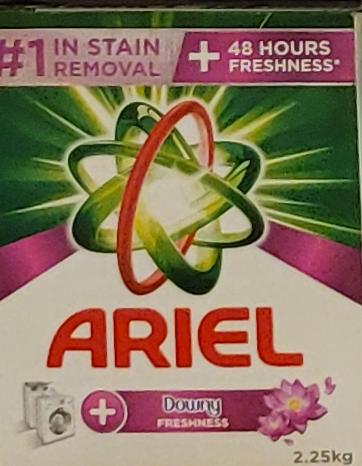 #1 IN STAIN REMOVAL
+ 48 HOURS FRESHNESS*
ARIEL
+ Downy
FRESHNESS
2.25kg